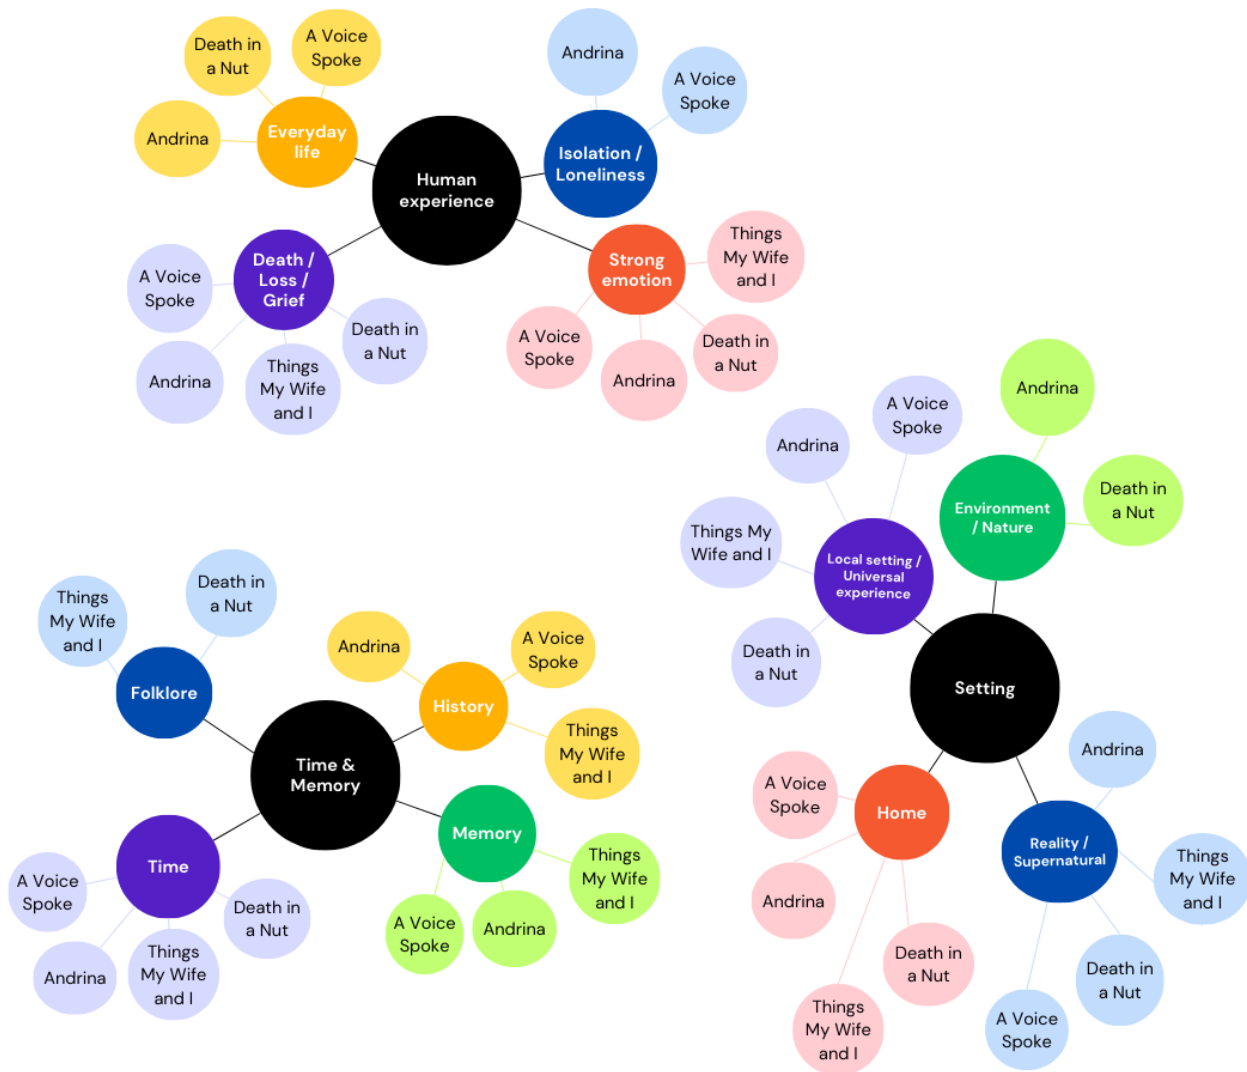 Human
experience
Everyday
life
Death in
a Nut
A Voice
Spoke
Andrina
Isolation /
Loneliness
Andrina
A Voice
Spoke
Death /
Loss /
Grief
A Voice
Spoke
Andrina
Things
My Wife
and I
Death in
a Nut
Strong
emotion
Things
My Wife
and I
A Voice
Spoke
Andrina
Death in
a Nut
Setting
Local setting /
Universal
experience
Andrina
A Voice
Spoke
Things My
Wife and I
Death in
a Nut
Environment
/ Nature
Andrina
Death in
a Nut
Home
A Voice
Spoke
Andrina
Things
My Wife
and I
Death in
a Nut
Reality /
Supernatural
Andrina
Things
My Wife
and I
Death in
a Nut
A Voice
Spoke
Time &
Memory
Folklore
Things
My Wife
and I
Death in
a Nut
History
Andrina
A Voice
Spoke
Things
My Wife
and I
Memory
Things
My Wife
and I
A Voice
Spoke
Andrina
Time
A Voice
Spoke
Andrina
Things
My Wife
and I
Death in
a Nut